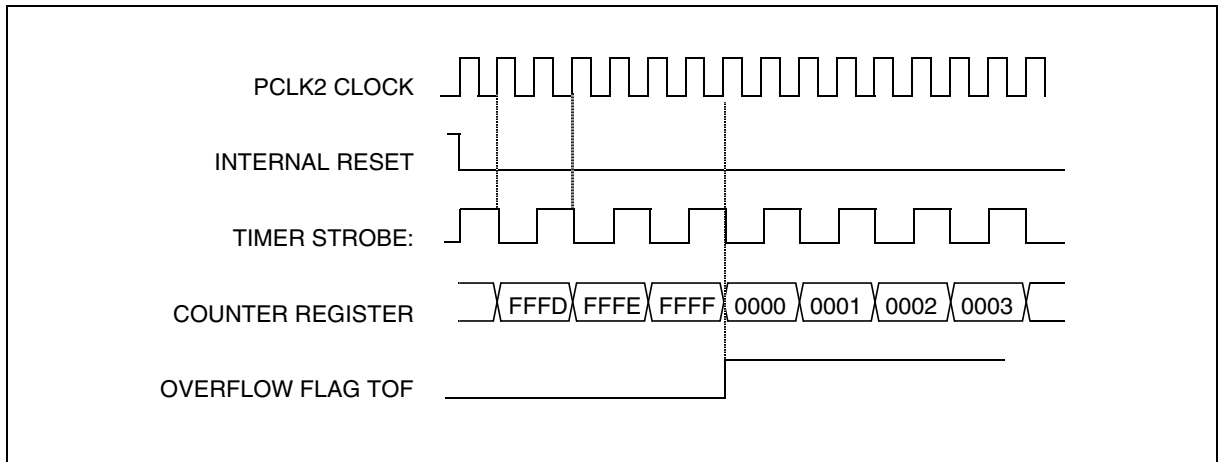 PCLK2 CLOCK
INTERNAL RESET
TIMER STROBE:
COUNTER REGISTER FFFD FFFE FFFF 0000 0001 0002 0003
OVERFLOW FLAG TOF